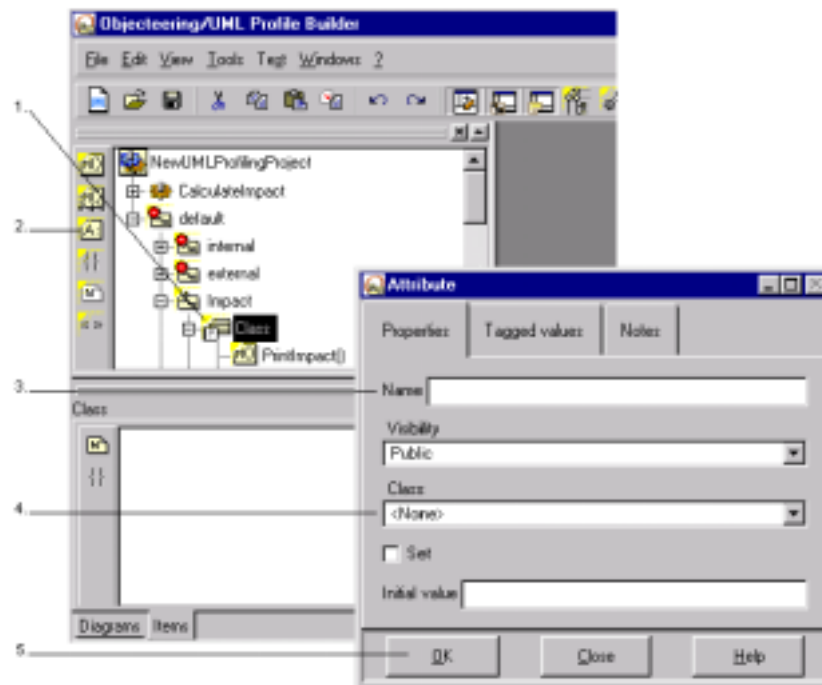 Objecteering/UML Profile Builder
File Edit View Tools Test Windows ?
1.
NewUMLProfilingProject
CalculateImpact
2.
default
internal
external
Impact
Class
PrintImpact()
Attribute
Properties Tagged values Notes
3.
Name
Class
Visibility
Public
Class
4.
<None>
Set
Initial value
Diagrams Items
5.
OK Close Help